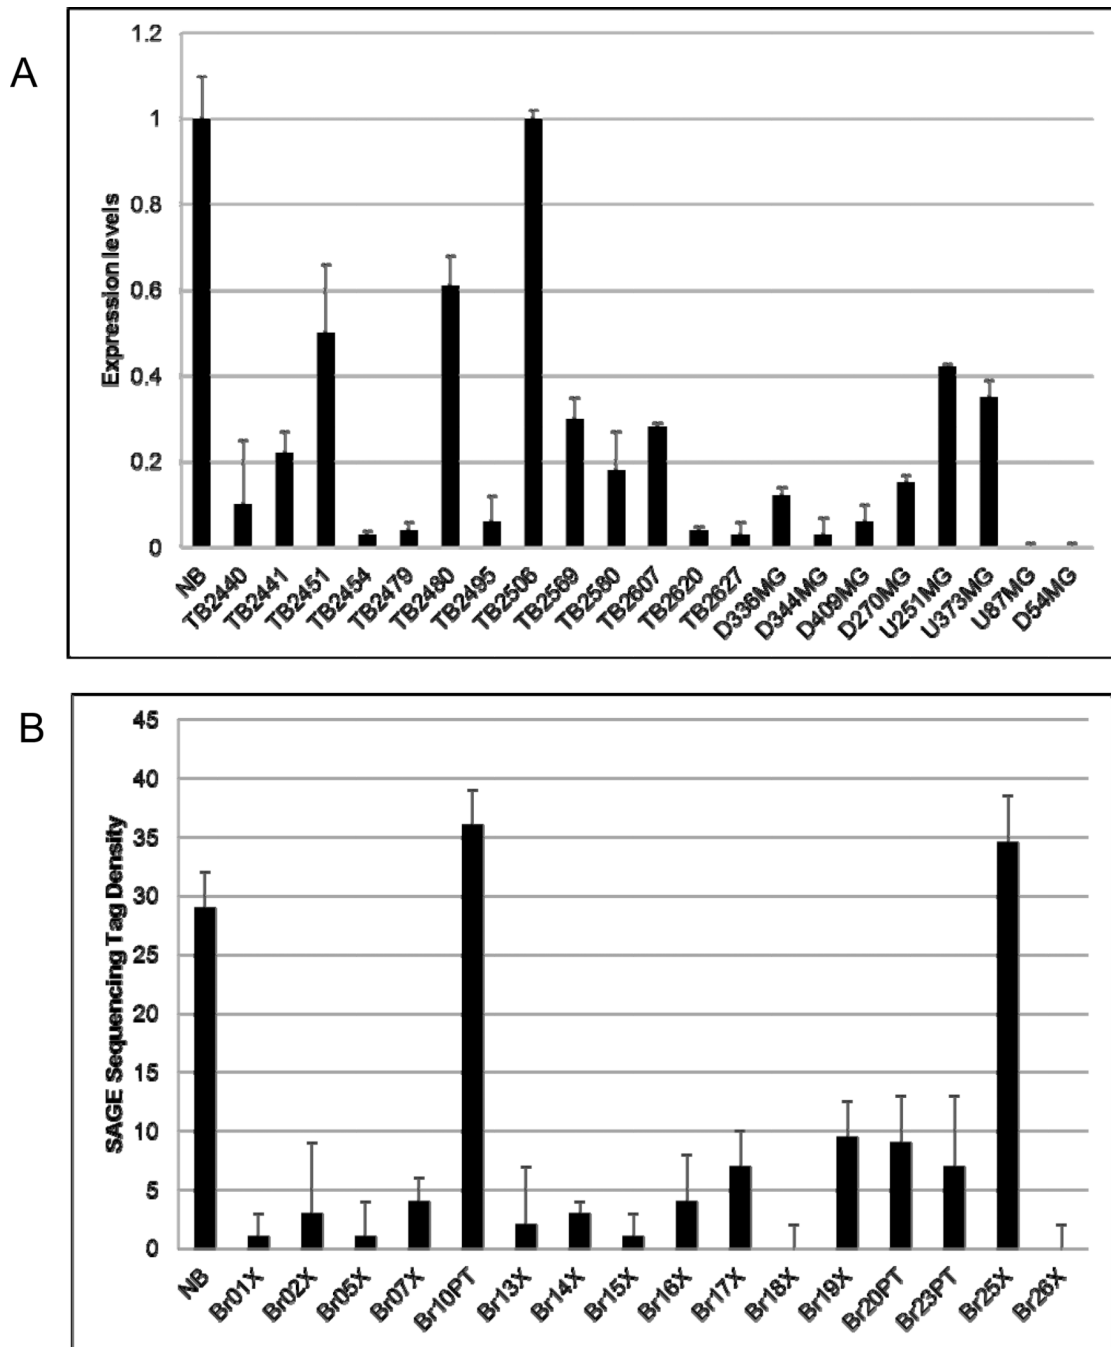 A
Expression levels
1.2
1
0.8
0.6
0.4
0.2
0
NB
TB2440
TB2441
TB2451
TB2454
TB2479
TB2480
TB2495
TB2506
TB2569
TB2580
TB2607
TB2620
TB2627
D336MG
D344MG
D409MG
D270MG
U251MG
U373MG
U87MG
D54MG
B
SAGE Sequencing Tag Density
45
40
35
30
25
20
15
10
5
0
NB
Br01X
Br02X
Br05X
Br07X
Br10PT
Br13X
Br14X
Br15X
Br16X
Br17X
Br18X
Br19X
Br20PT
Br23PT
Br25X
Br26X